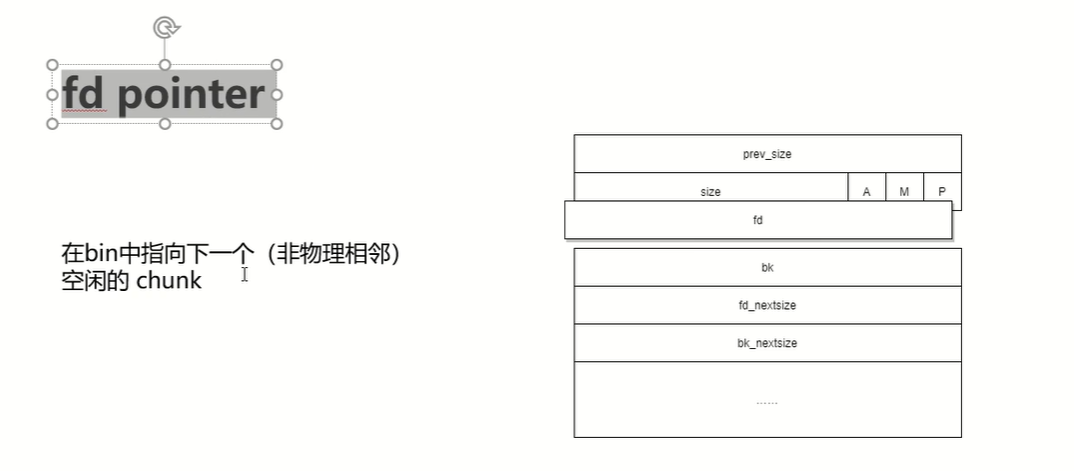 fd pointer
在bin中指向下一个（非物理相邻）
空闲的 chunk
prev_size
size A M P
fd
bk
fd_nextsize
bk_nextsize
……